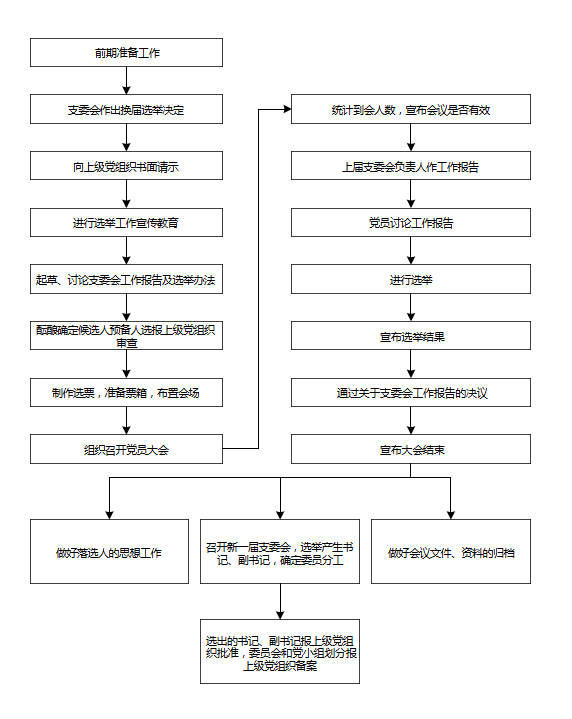 前期准备工作
支委会作出换届选举决定
向上级党组织书面请示
进行选举工作宣传教育
起草、讨论支委会工作报告及选举办法
酝酿确定候选人预备人选报上级党组织
审查
制作选票，准备票箱，布置会场
组织召开党员大会
统计到会人数，宣布会议是否有效
上届支委会负责人作工作报告
党员讨论工作报告
进行选举
宣布选举结果
通过关于支委会工作报告的决议
宣布大会结束
做好落选人的思想工作
召开新一届支委会，选举产生书
记、副书记，确定委员分工
做好会议文件、资料的归档
选出的书记、副书记报上级党组
织批准，委员会和党小组划分报
上级党组织备案